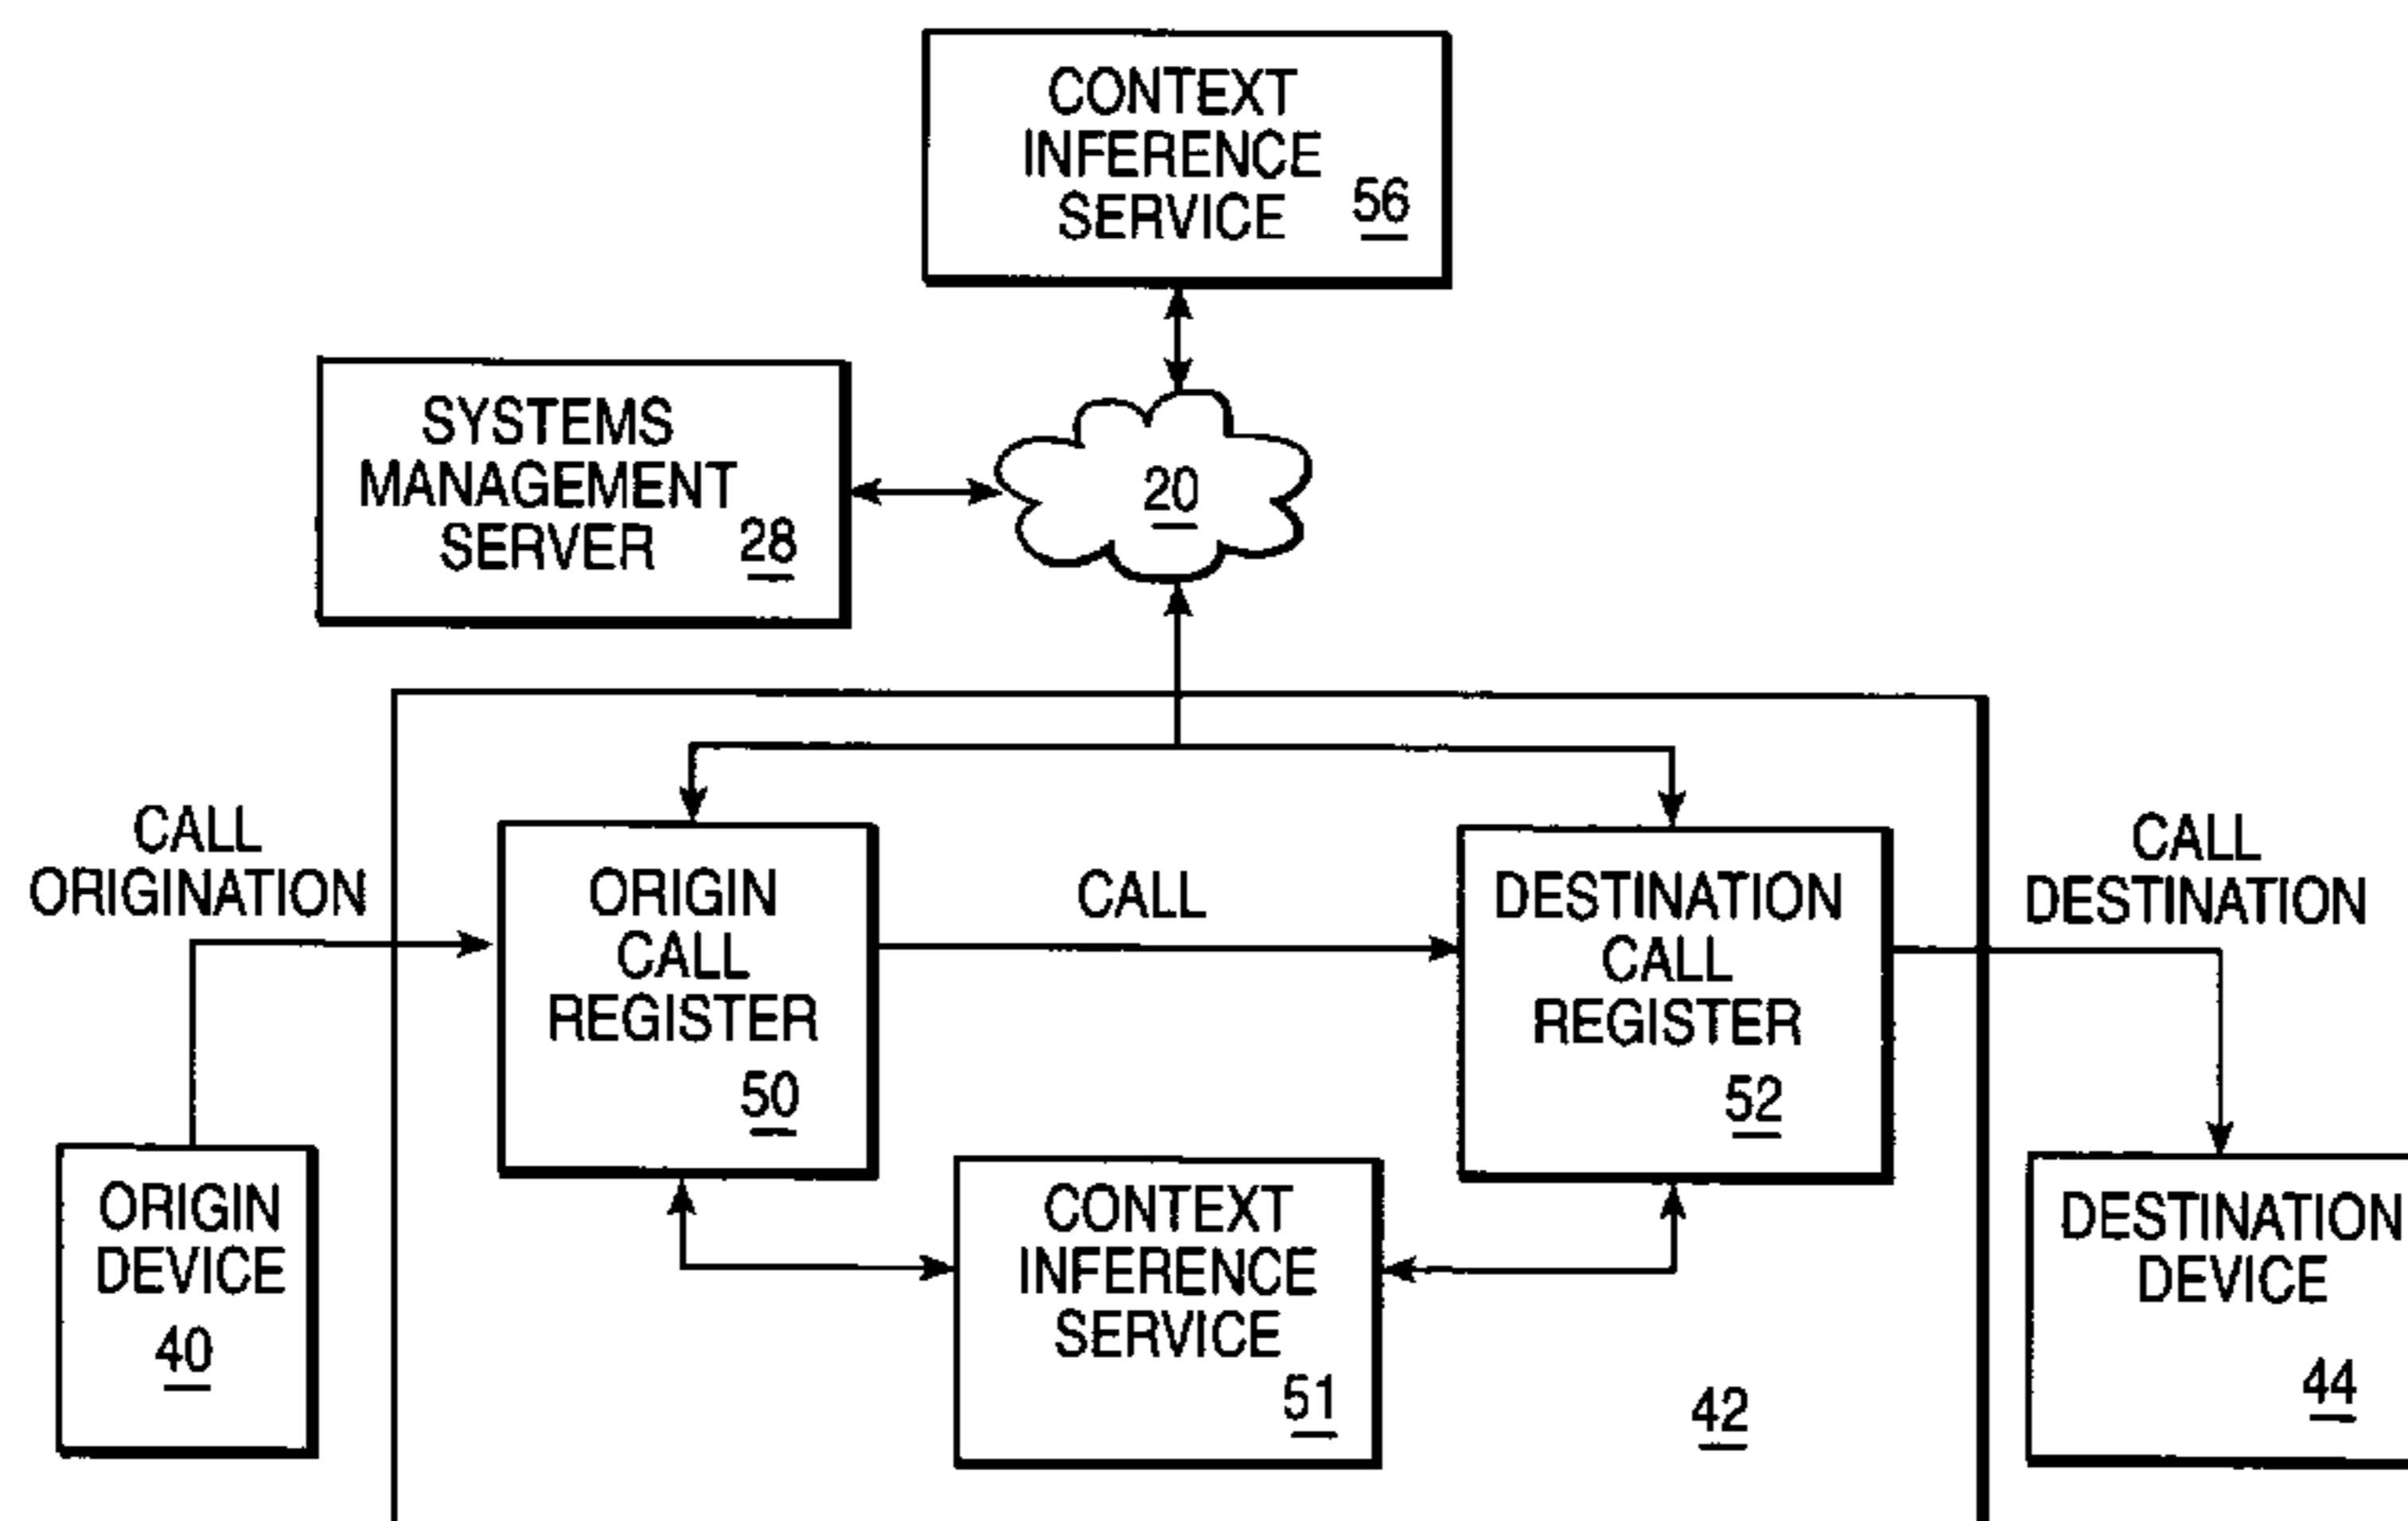 CONTEXT
INFERENCE
SERVICE 56
SYSTEMS
MANAGEMENT
SERVER 28
20
CALL
ORIGINATION
ORIGIN
CALL
REGISTER
50
CALL
DESTINATION
CALL
REGISTER
52
CALL
DESTINATION
ORIGIN
DEVICE
40
CONTEXT
INFERENCE
SERVICE
51
42
DESTINATION
DEVICE
44